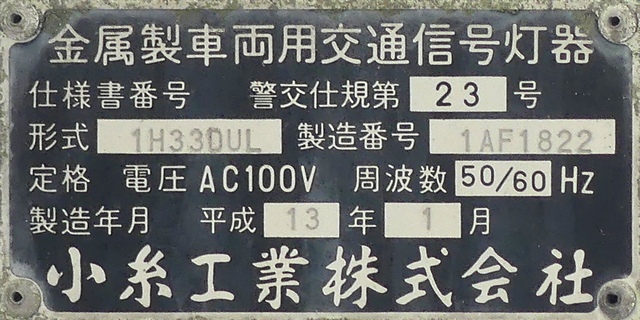 金属製車両用交通信号灯器
仕様書番号 警交仕規第 23 号
形式 1H33DUL 製造番号 1AF1822
定格 電圧 AC100V 周波数 50/60 Hz
製造年月 平成 13 年 1 月
小糸工業株式会社